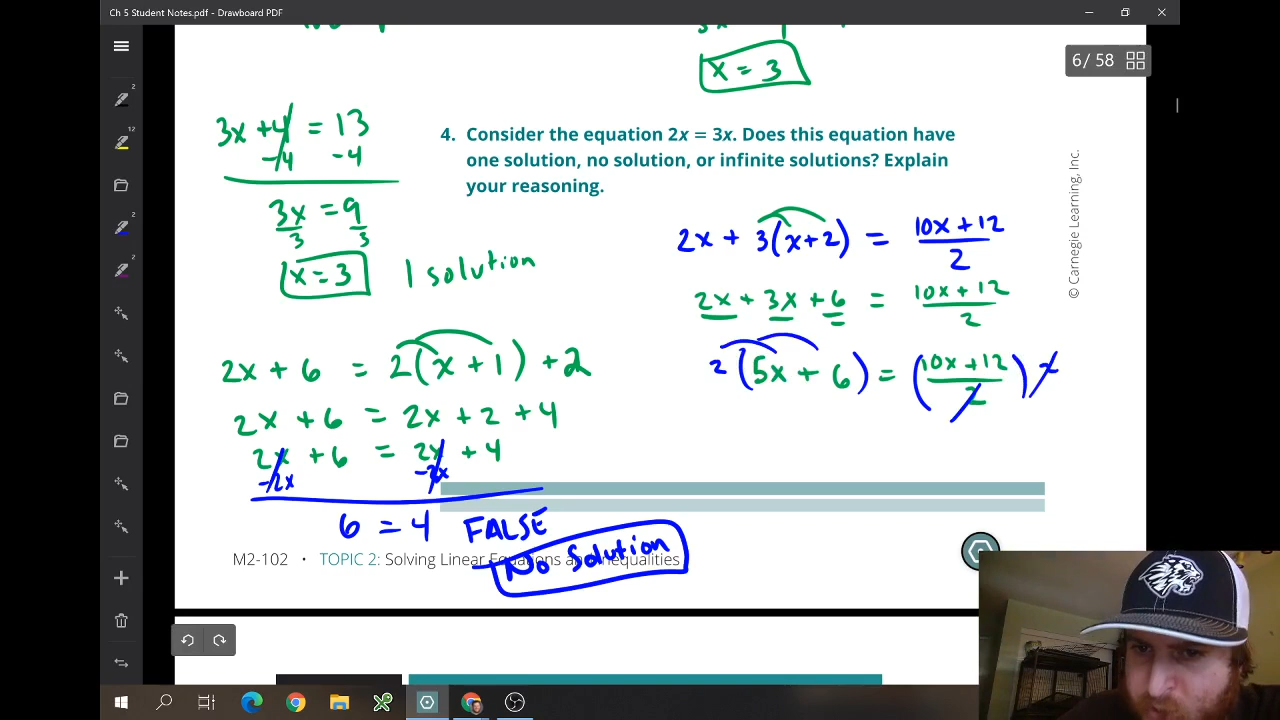 Ch 5 Student Notes.pdf - Drawboard PDF
6 / 58
x = 3
3x + 4 = 13
-4 -4
3x = 9
3 3
x = 3 1 solution
2x + 6 = 2(x + 1) + 2
2x + 6 = 2x + 2 + 4
2x + 6 = 2x + 4
-2x -2x
6 = 4 FALSE
No Solution
4. Consider the equation 2x = 3x. Does this equation have
one solution, no solution, or infinite solutions? Explain
your reasoning.
2x + 3(x+2) = 10x + 12
2
2x + 3x + 6 = 10x + 12
2
2(5x + 6) = (10x + 12) 2
2
© Carnegie Learning, Inc.
M2-102 • TOPIC 2: Solving Linear Equations and Inequalities
2
12
2
2